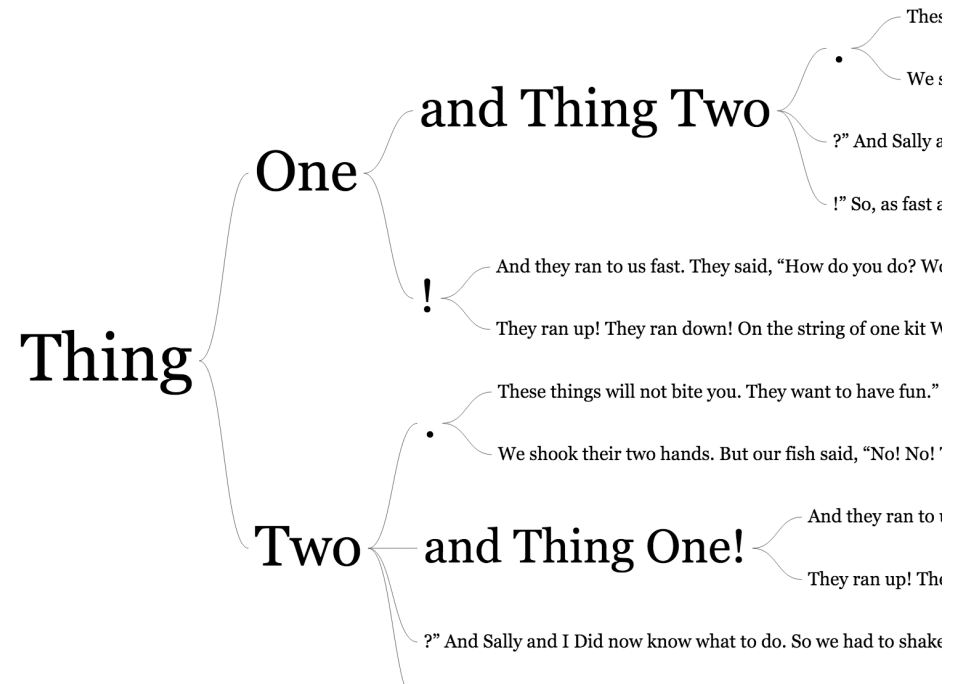 Thes
We s
and Thing Two
.
?” And Sally a
!” So, as fast a
One
And they ran to us fast. They said, “How do you do? Wo
!
They ran up! They ran down! On the string of one kit W
Thing
These things will not bite you. They want to have fun.”
.
We shook their two hands. But our fish said, “No! No!
And they ran to u
Two
and Thing One!
They ran up! The
?” And Sally and I Did now know what to do. So we had to shake